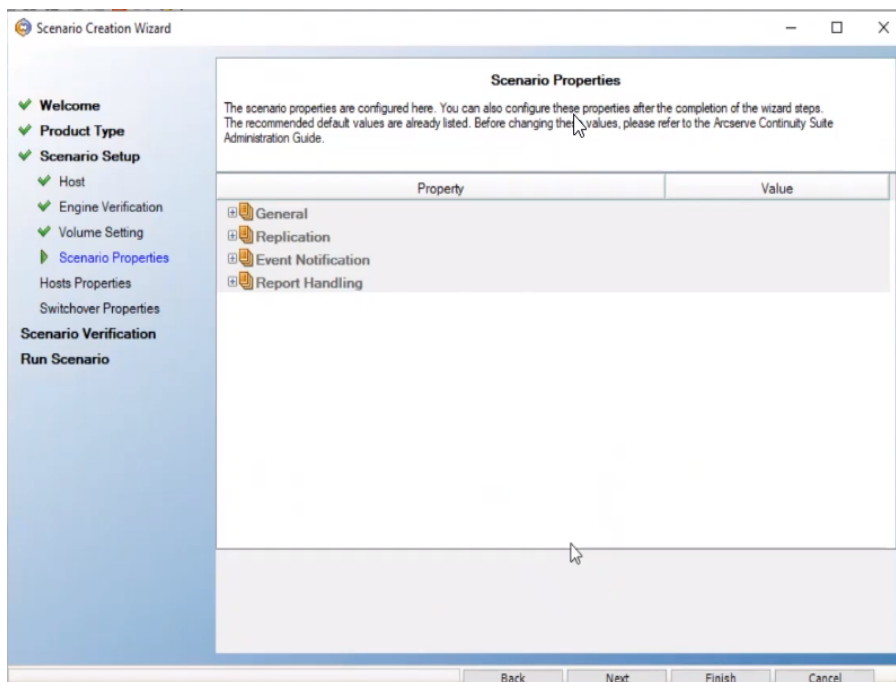 Scenario Creation Wizard
Welcome
Product Type
Scenario Setup
Host
Engine Verification
Volume Setting
Scenario Properties
Hosts Properties
Switchover Properties
Scenario Verification
Run Scenario
Scenario Properties
The scenario properties are configured here. You can also configure these properties after the completion of the wizard steps.
The recommended default values are already listed. Before changing these values, please refer to the Arcserve Continuity Suite
Administration Guide.
Property Value
General
Replication
Event Notification
Report Handling
Back Next Finish Cancel